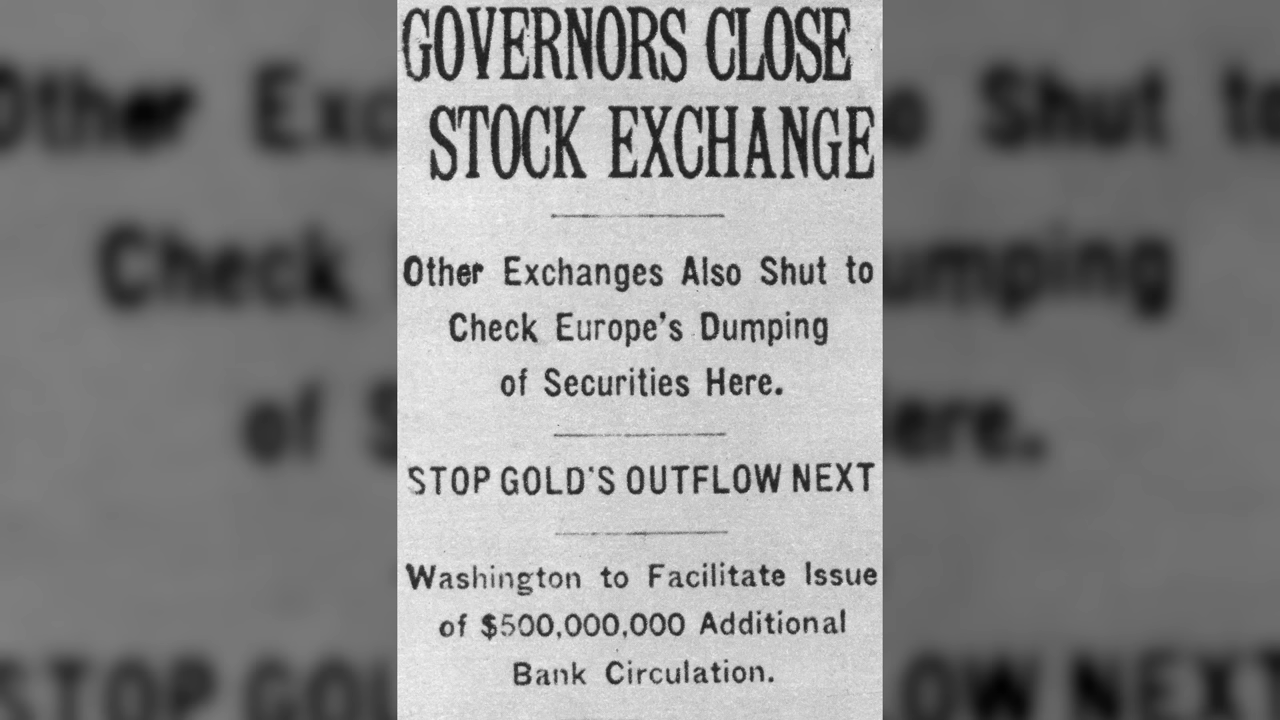 GOVERNORS CLOSE
STOCK EXCHANGE
Other Exchanges Also Shut to
Check Europe's Dumping
of Securities Here.
STOP GOLD'S OUTFLOW NEXT
Washington to Facilitate Issue
of $500,000,000 Additional
Bank Circulation.